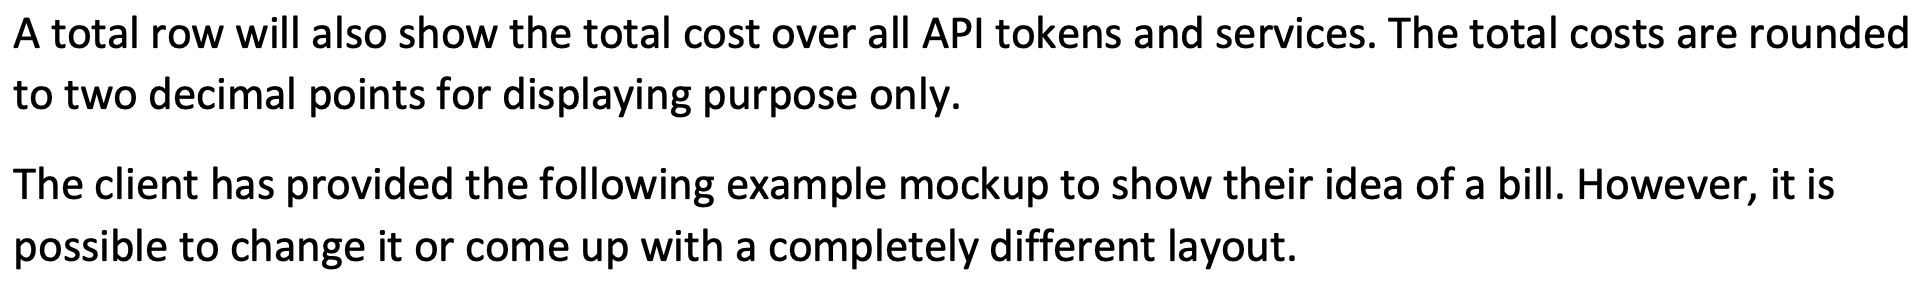 A total row will also show the total cost over all API tokens and services. The total costs are rounded
to two decimal points for displaying purpose only.
The client has provided the following example mockup to show their idea of a bill. However, it is
possible to change it or come up with a completely different layout.